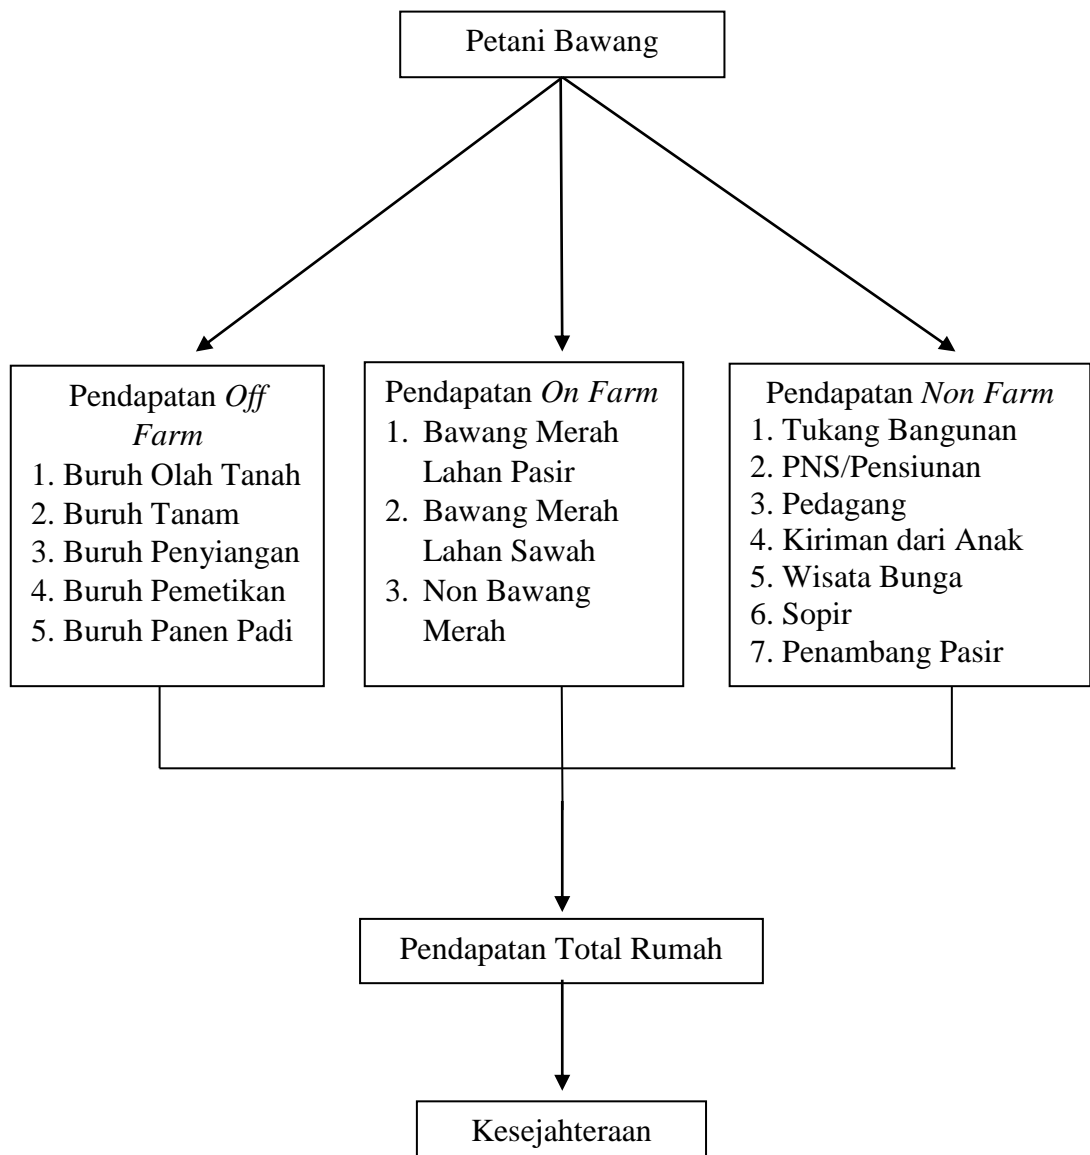 Petani Bawang
Pendapatan Off
Farm
1. Buruh Olah Tanah
2. Buruh Tanam
3. Buruh Penyiangan
4. Buruh Pemetikan
5. Buruh Panen Padi
Pendapatan On Farm
1. Bawang Merah
Lahan Pasir
2. Bawang Merah
Lahan Sawah
3. Non Bawang
Merah
Pendapatan Non Farm
1. Tukang Bangunan
2. PNS/Pensiunan
3. Pedagang
4. Kiriman dari Anak
5. Wisata Bunga
6. Sopir
7. Penambang Pasir
Pendapatan Total Rumah
Kesejahteraan